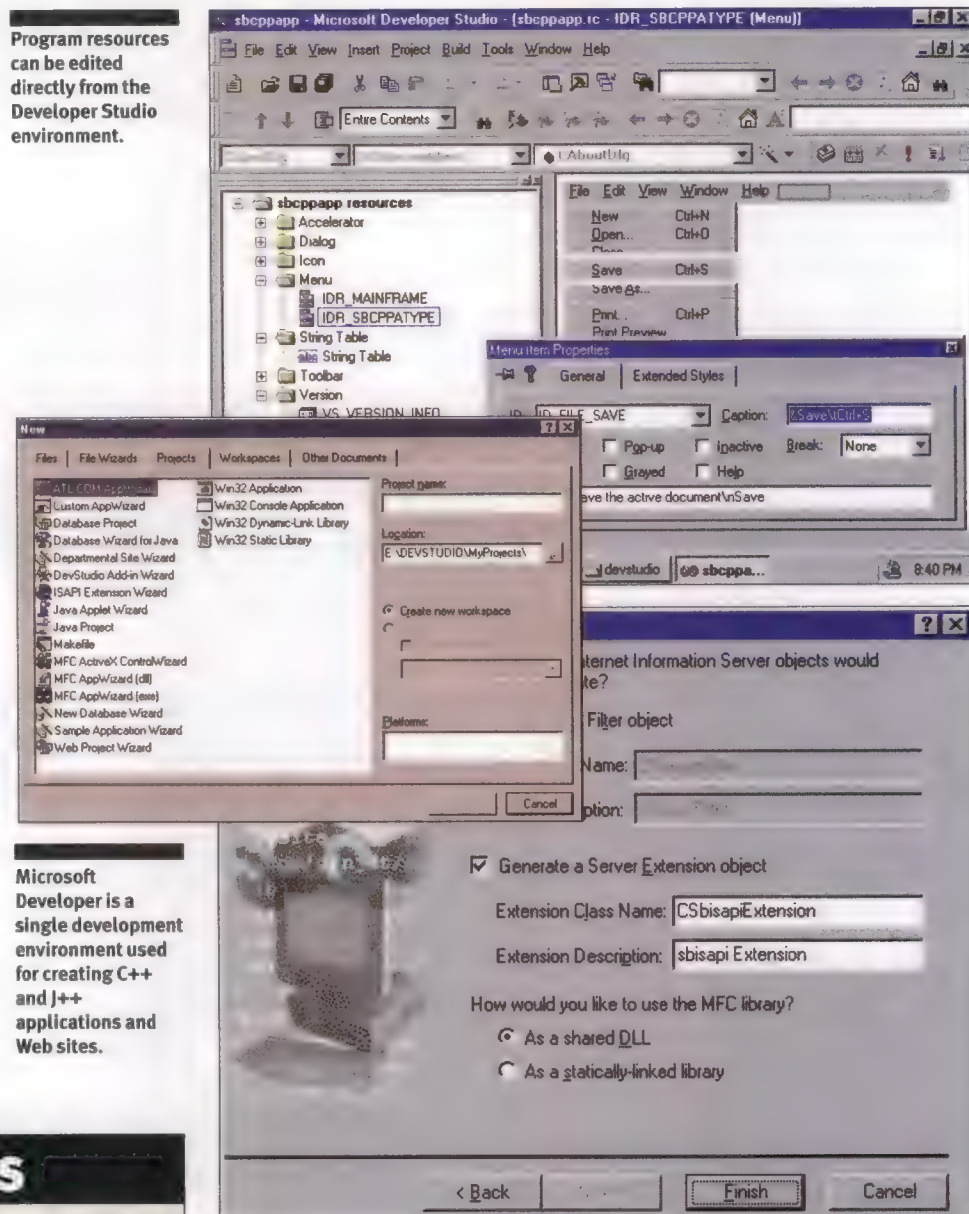 Program resources
can be edited
directly from the
Developer Studio
environment.
sbcppapp - Microsoft Developer Studio - [sbcppapp.rc - IDR_SBCPPATYPE (Menu)]
File Edit View Insert Project Build Tools Window Help
Entire Contents
CAboutDlg
sbcppapp resources
Accelerator
Dialog
Icon
Menu
IDR_MAINFRAME
IDR_SBCPPATYPE
String Table
abc String Table
Toolbar
Version
VS_VERSION_INFO
File Edit View Window Help
New Ctrl+N
Open... Ctrl+O
Close
Save Ctrl+S
Save As...
Print... Ctrl+P
Print Preview
Menu Item Properties
General Extended Styles
ID: ID_FILE_SAVE Caption: &Save\tCtrl+S
Pop-up Inactive Break: None
Grayed Help
ave the active document\nSave
devstudio sbcppa... 8:40 PM
New
Files File Wizards Projects Workspaces Other Documents
ATL COM AppWizard
Custom AppWizard
Database Project
Database Wizard for Java
Departmental Site Wizard
DevStudio Add-in Wizard
ISAPI Extension Wizard
Java Applet Wizard
Java Project
Makefile
MFC ActiveX ControlWizard
MFC AppWizard (dll)
MFC AppWizard (exe)
New Database Wizard
Sample Application Wizard
Web Project Wizard
Win32 Application
Win32 Console Application
Win32 Dynamic-Link Library
Win32 Static Library
Project name:
Location:
E:\DEVSTUDIO\MyProjects\
Create new workspace
Platforms:
Cancel
ternet Information Server objects would
te?
Filter object
Name:
ption:
Generate a Server Extension object
Extension Class Name: CSbisapiExtension
Extension Description: sbisapi Extension
How would you like to use the MFC library?
As a shared DLL
As a statically-linked library
< Back Finish Cancel
Microsoft
Developer is a
single development
environment used
for creating C++
and J++
applications and
Web sites.
s